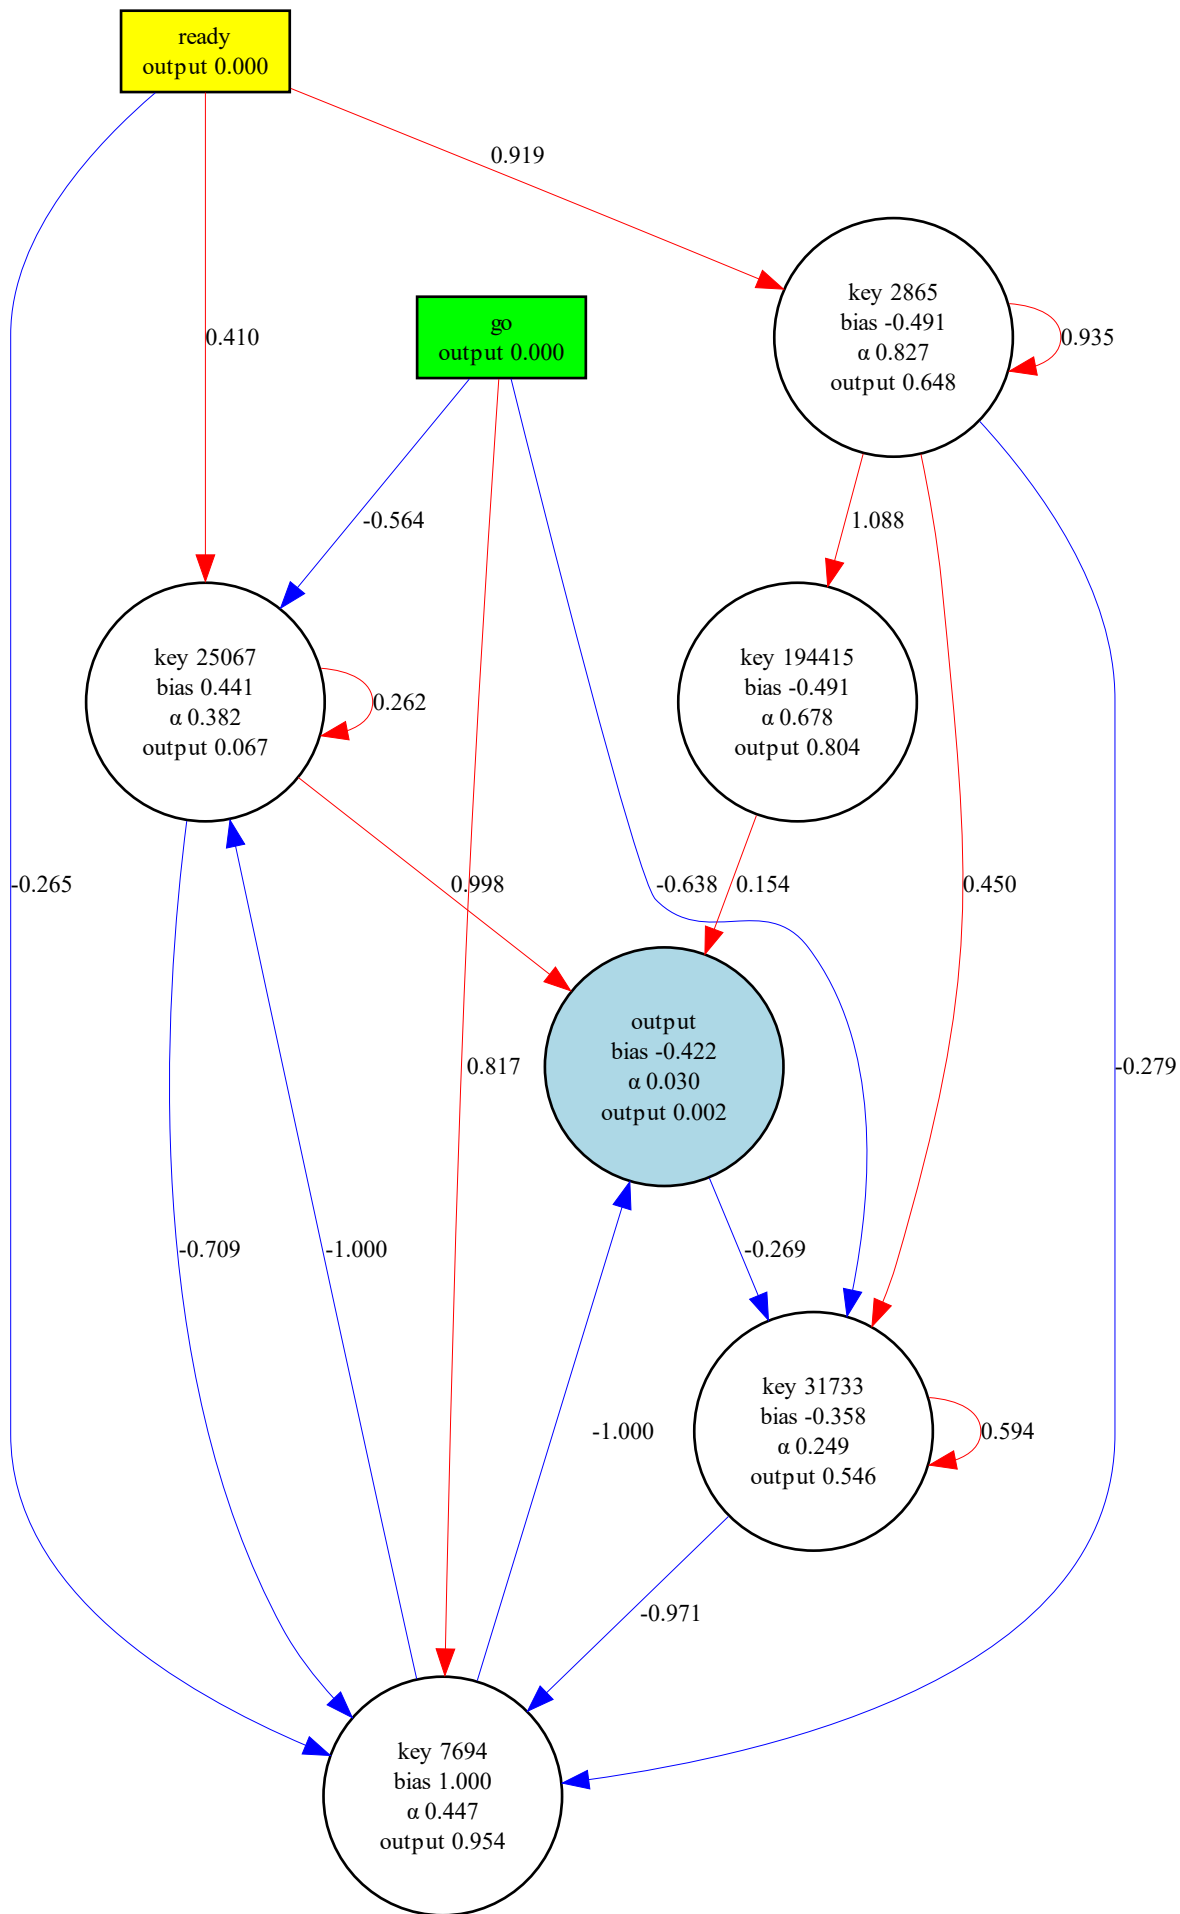 ready
output 0.000
0.919
key 2865
bias -0.491
α 0.827
output 0.648
0.935
go
output 0.000
0.410
-0.564
1.088
key 25067
bias 0.441
α 0.382
output 0.067
0.262
key 194415
bias -0.491
α 0.678
output 0.804
-0.265
0.998
-0.638
0.154
0.450
output
bias -0.422
α 0.030
output 0.002
0.817
-0.279
-0.709
-1.000
-0.269
key 31733
bias -0.358
α 0.249
output 0.546
0.594
-1.000
-0.971
key 7694
bias 1.000
α 0.447
output 0.954